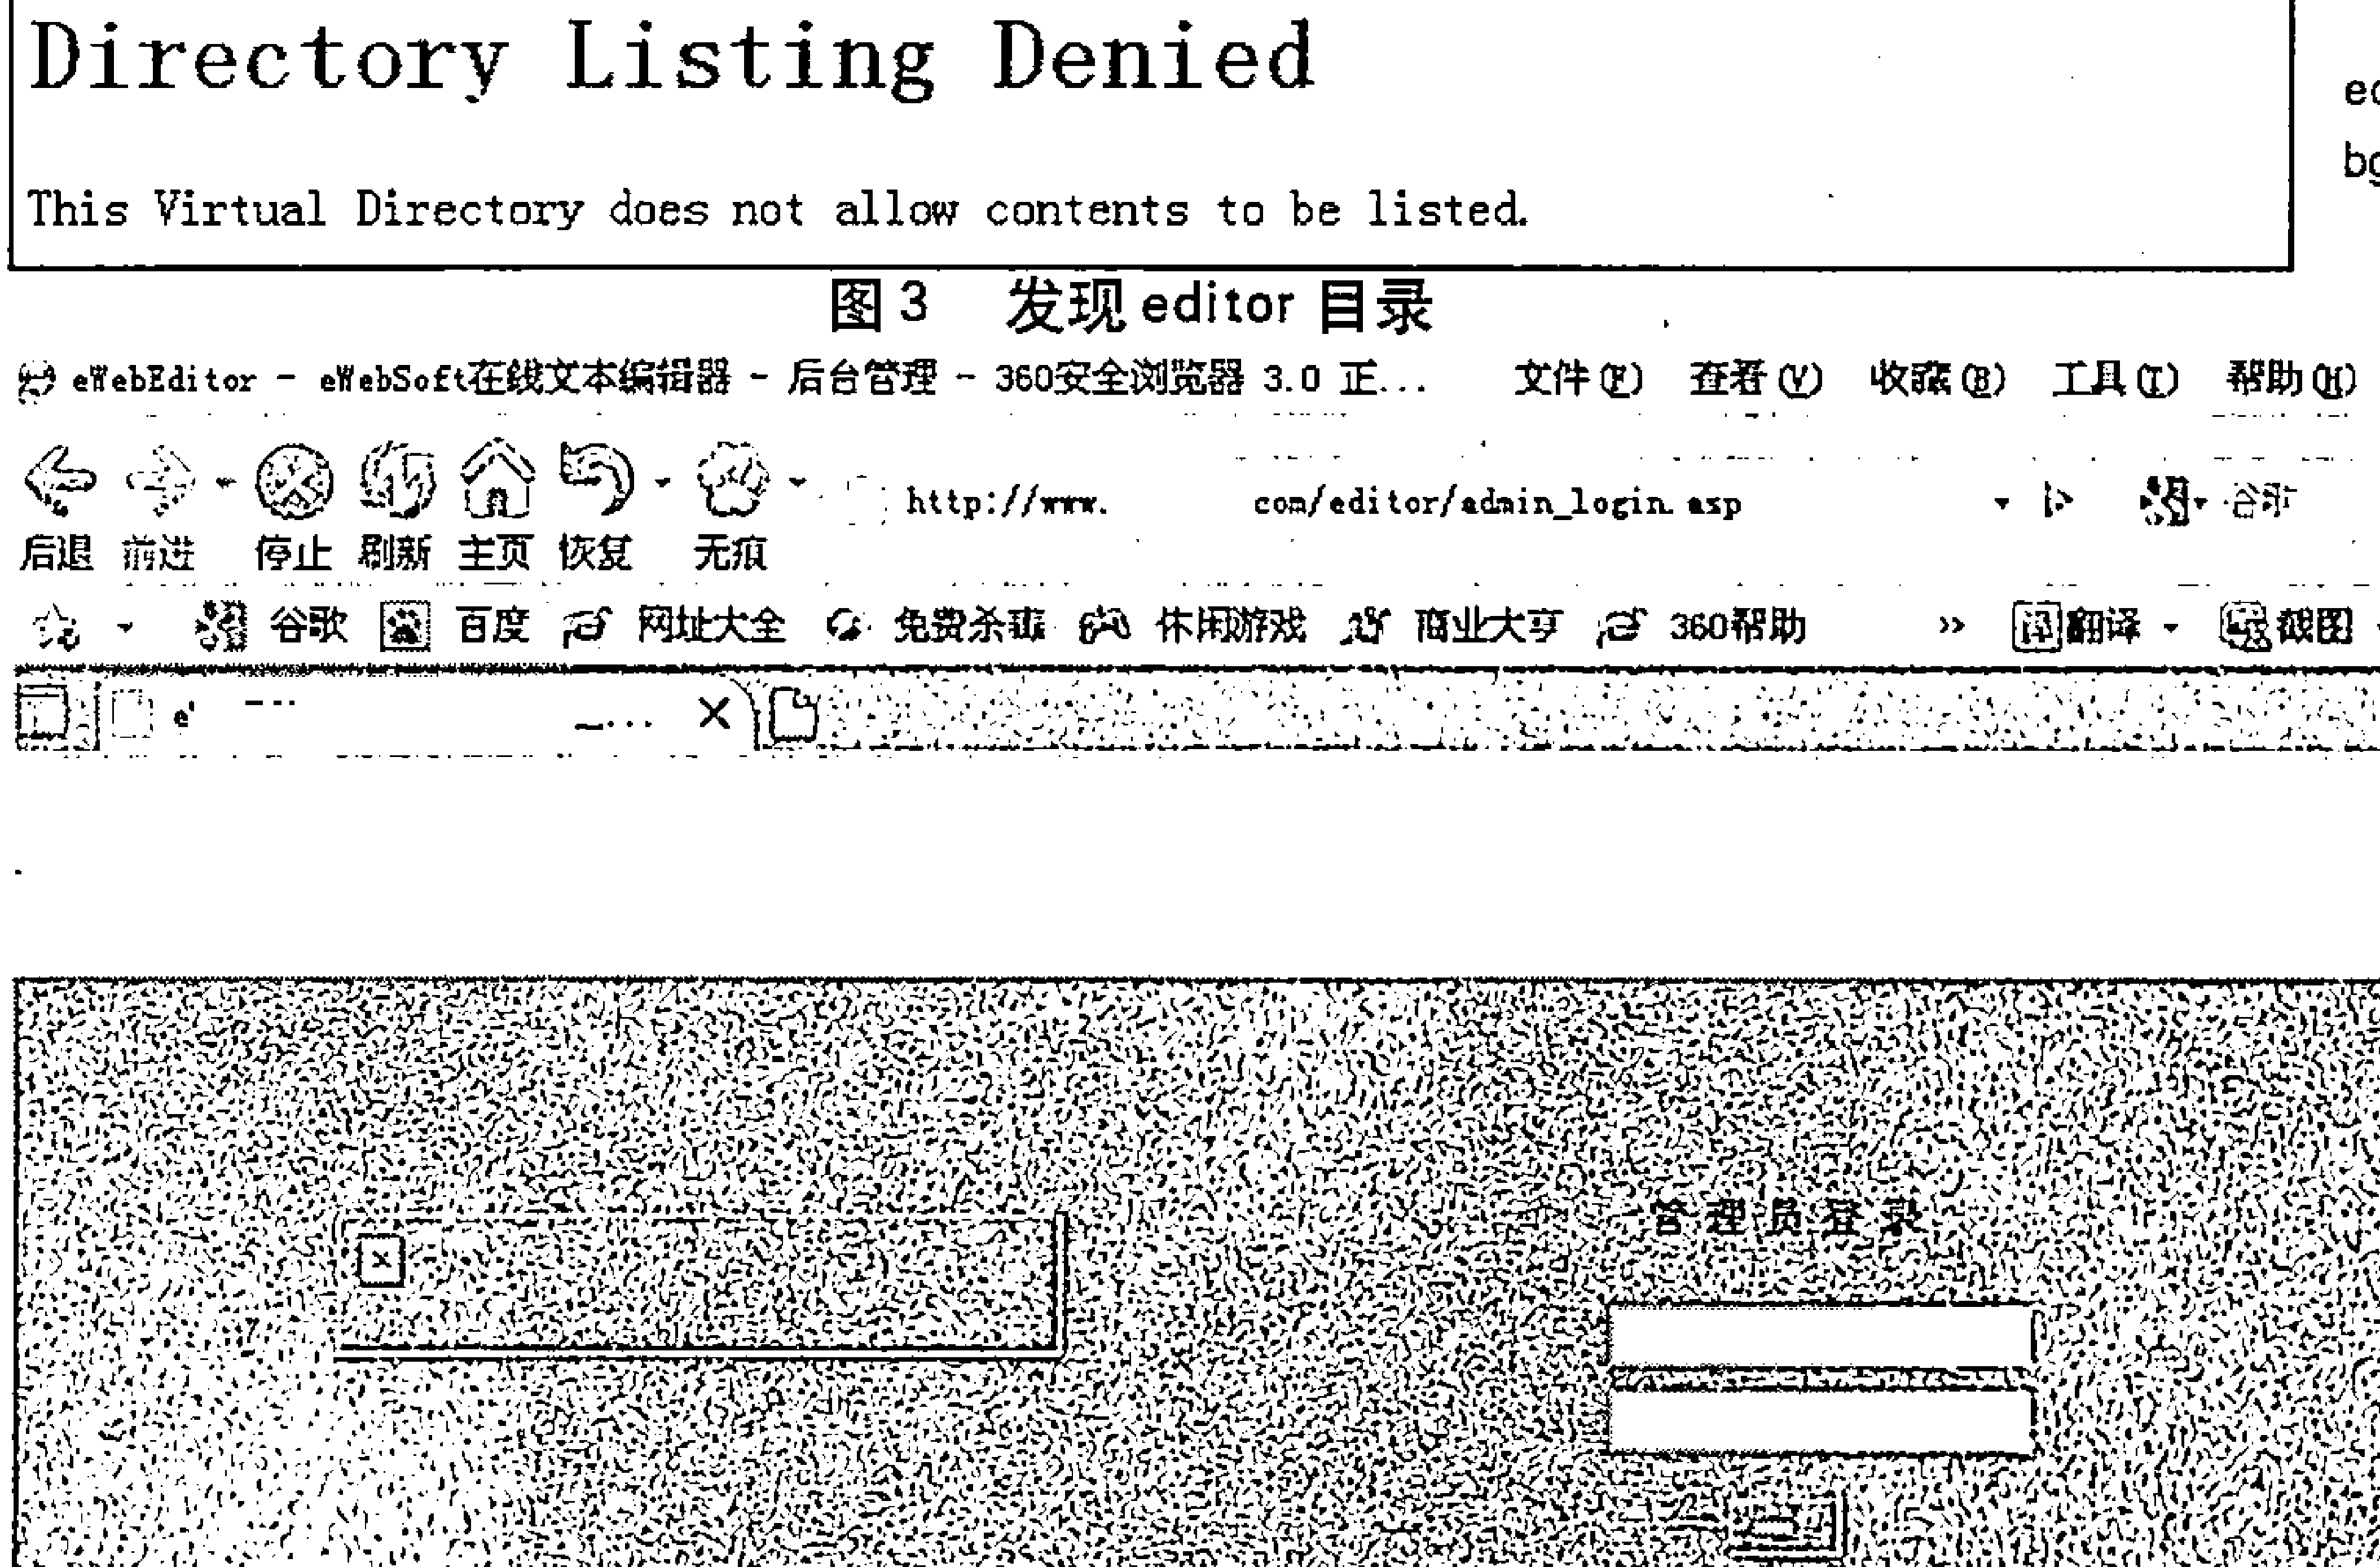 Directory Listing Denied
This Virtual Directory does not allow contents to be listed.
图3 发现editor目录
eWebEditor - eWebSoft在线文本编辑器 - 后台管理 - 360安全浏览器 3.0 正... 文件(F) 查看(V) 收藏(B) 工具(T) 帮助(H)
http://www. com/editor/admin_login.asp 谷歌
后退 前进 停止 刷新 主页 恢复 无痕
谷歌 百度 网址大全 免费杀毒 休闲游戏 商业大亨 360帮助 » 翻译 截图
管理员登录